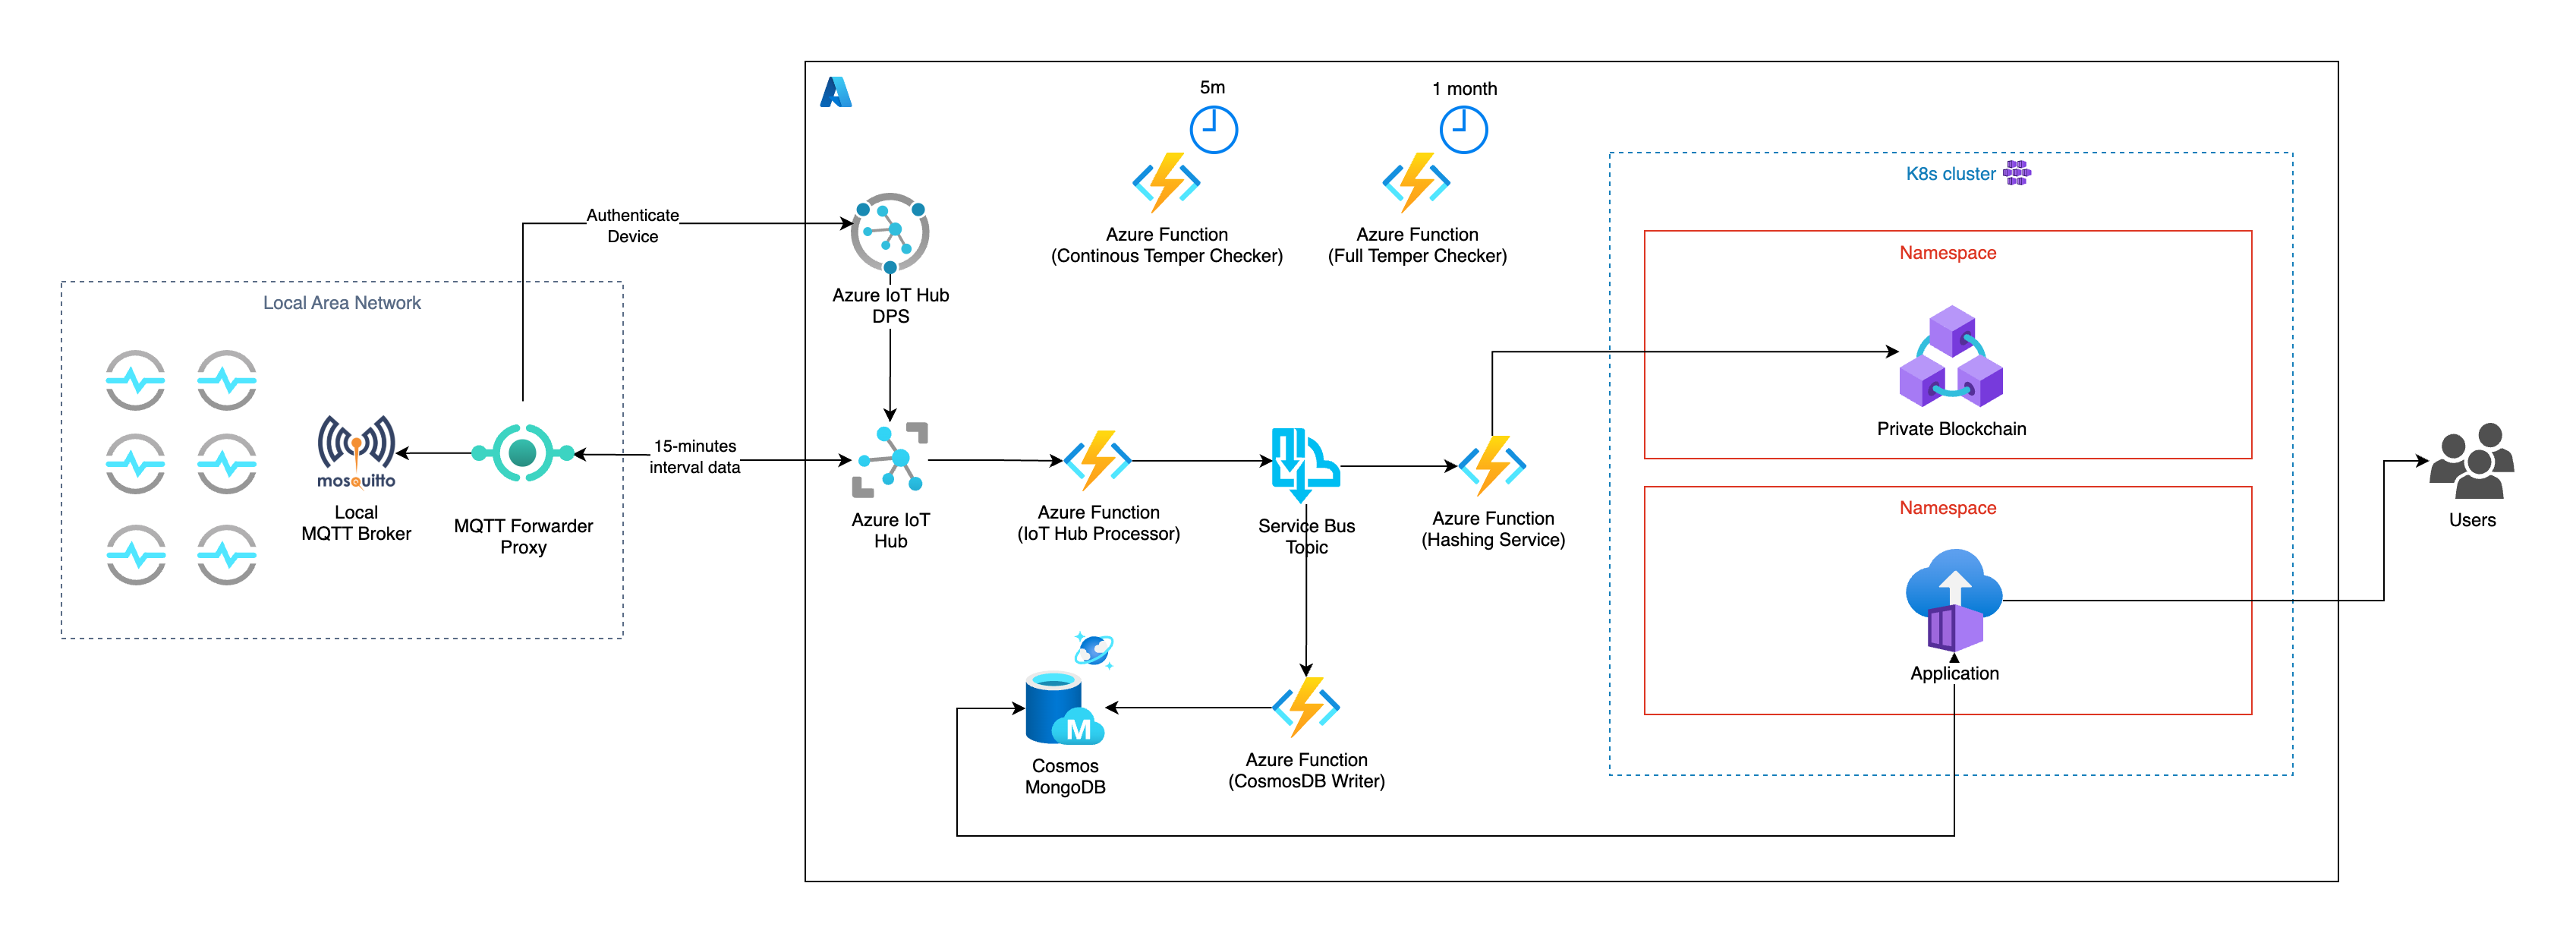 5m
1 month
K8s cluster
Azure Function
(Continous Temper Checker)
Azure Function
(Full Temper Checker)
Authenticate
Device
Namespace
Azure IoT Hub
DPS
Local Area Network
Private Blockchain
15-minutes
interval data
mosquitto
Local
MQTT Broker
MQTT Forwarder
Proxy
Azure IoT
Hub
Azure Function
(IoT Hub Processor)
Service Bus
Topic
Azure Function
(Hashing Service)
Namespace
Users
Application
M
Cosmos
MongoDB
Azure Function
(CosmosDB Writer)